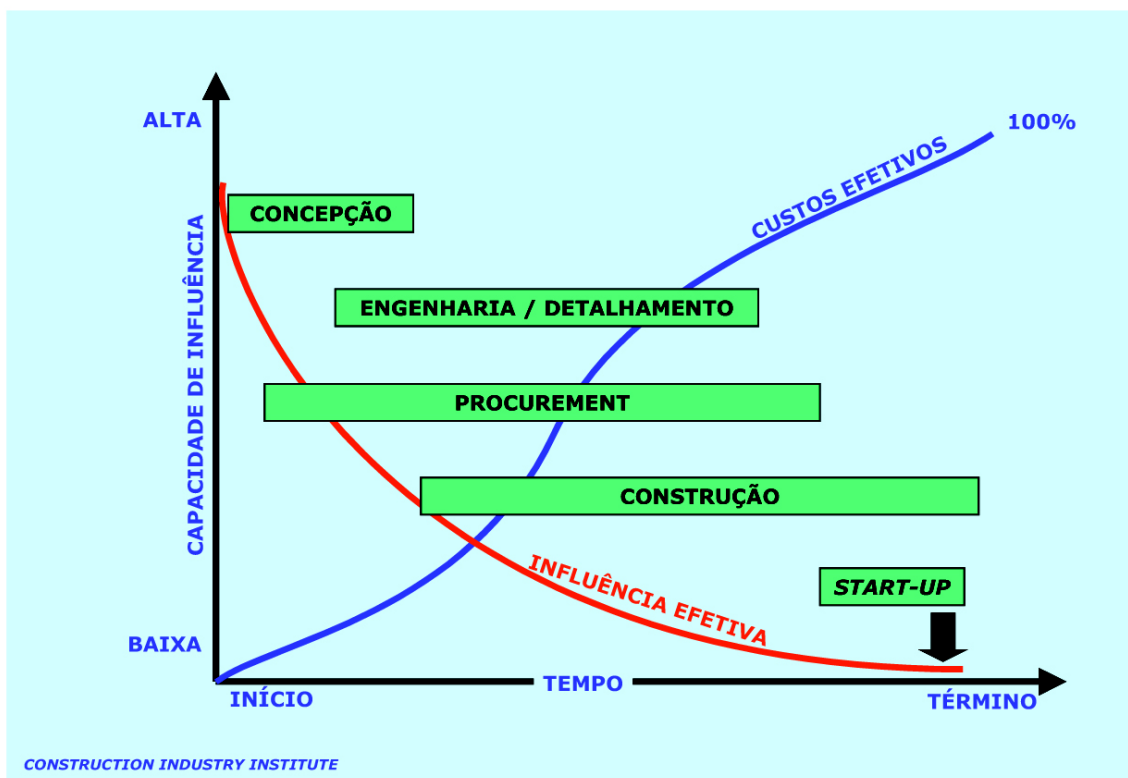 ALTA
100%
CUSTOS EFETIVOS
CONCEPÇÃO
CAPACIDADE DE INFLUÊNCIA
ENGENHARIA / DETALHAMENTO
PROCUREMENT
CONSTRUÇÃO
INFLUÊNCIA EFETIVA
START-UP
BAIXA
INÍCIO
TEMPO
TÉRMINO
CONSTRUCTION INDUSTRY INSTITUTE